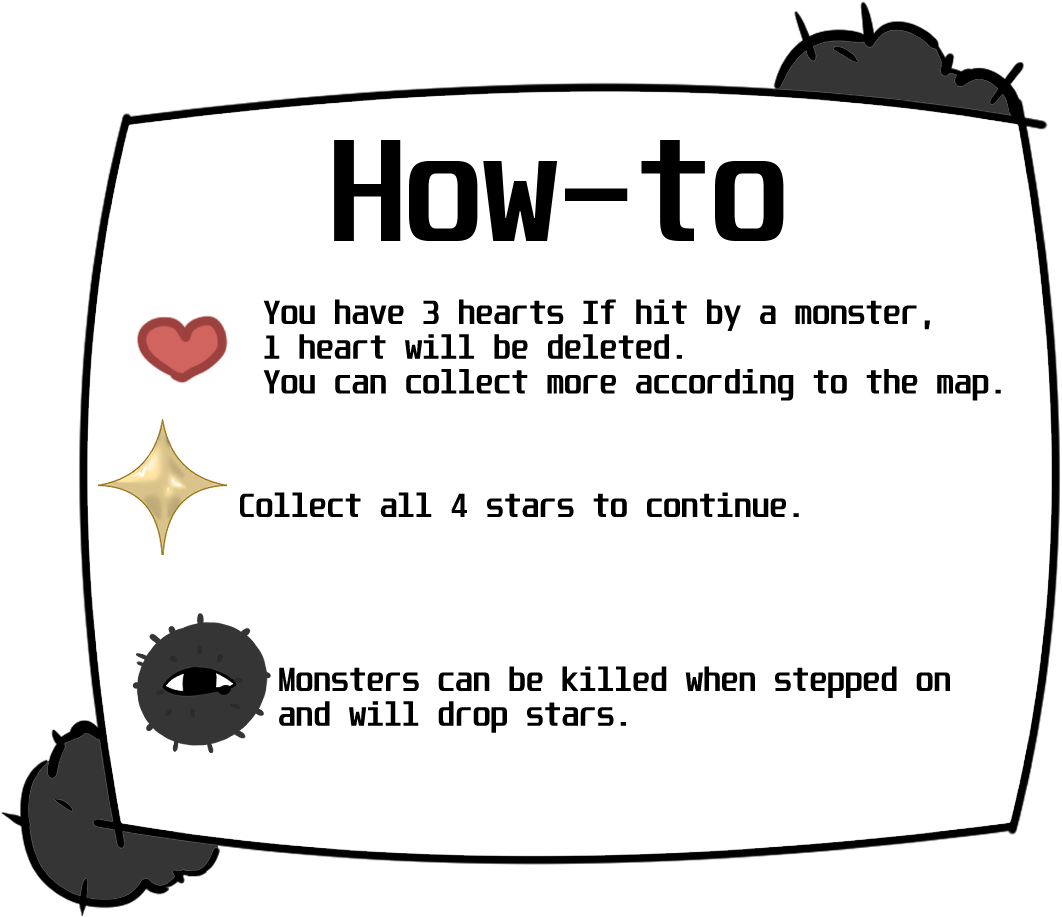 How-to
You have 3 hearts If hit by a monster,
1 heart will be deleted.
You can collect more according to the map.
Collect all 4 stars to continue.
Monsters can be killed when stepped on
and will drop stars.